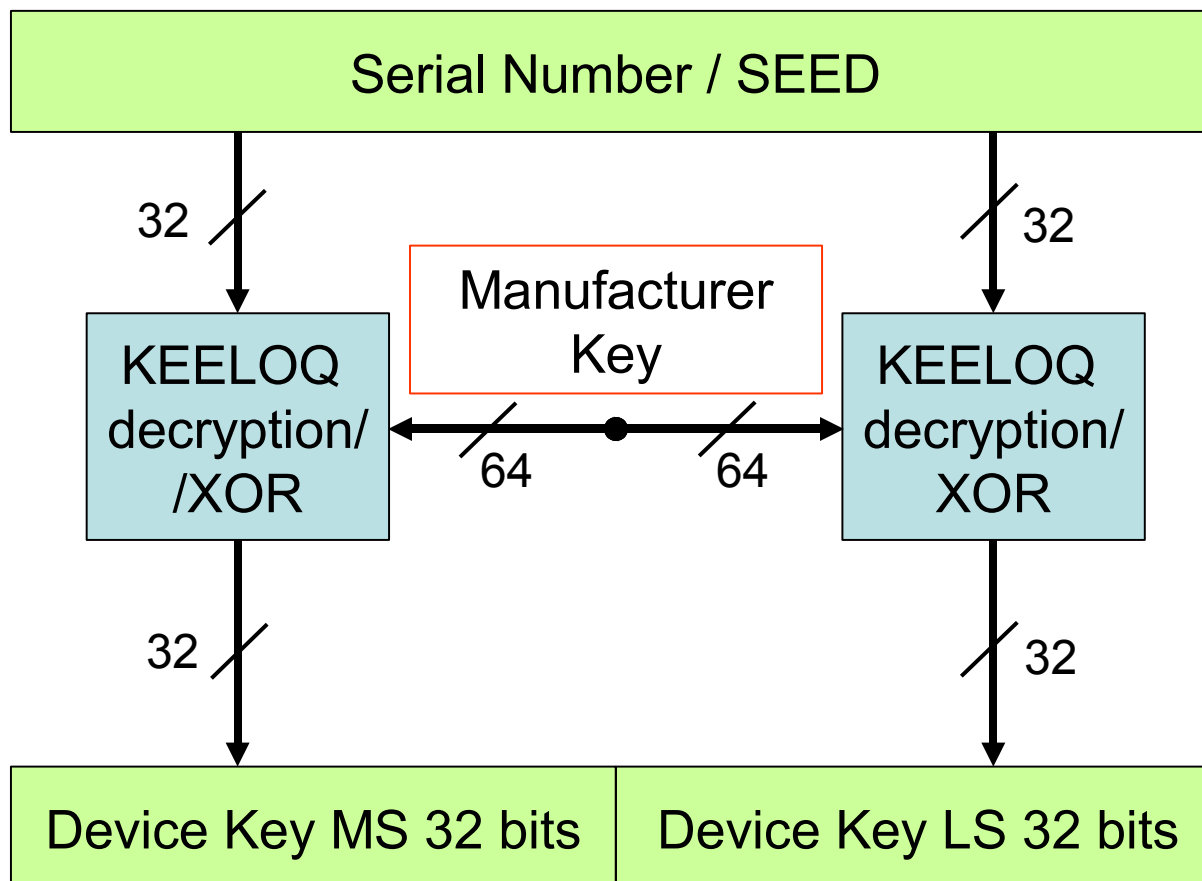 Serial Number / SEED
32
32
Manufacturer
Key
KEELOQ
decryption/
/XOR
KEELOQ
decryption/
XOR
64
64
32
32
Device Key MS 32 bits
Device Key LS 32 bits